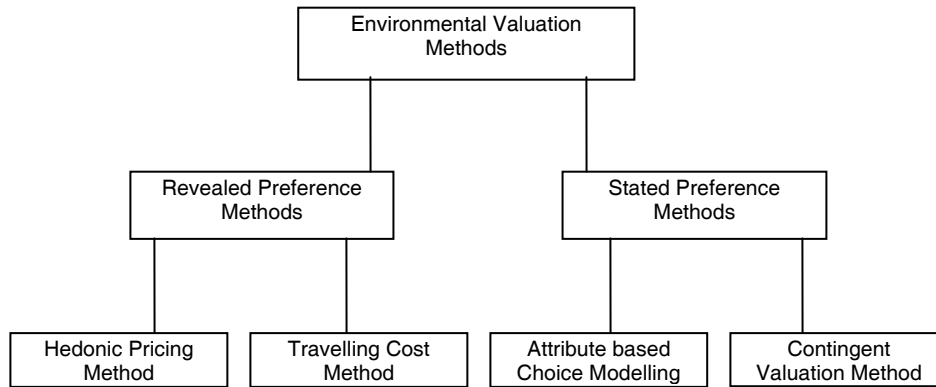 Environmental Valuation
Methods
Revealed Preference
Methods
Stated Preference
Methods
Hedonic Pricing
Method
Travelling Cost
Method
Attribute based
Choice Modelling
Contingent
Valuation Method